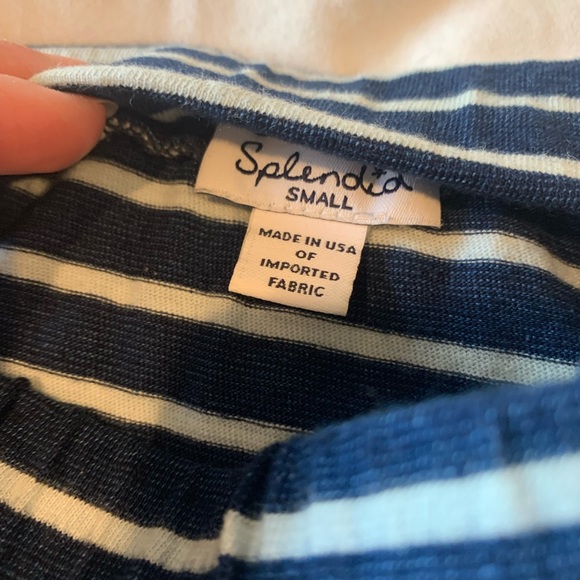 Splendid
SMALL
MADE IN USA
OF
IMPORTED
FABRIC